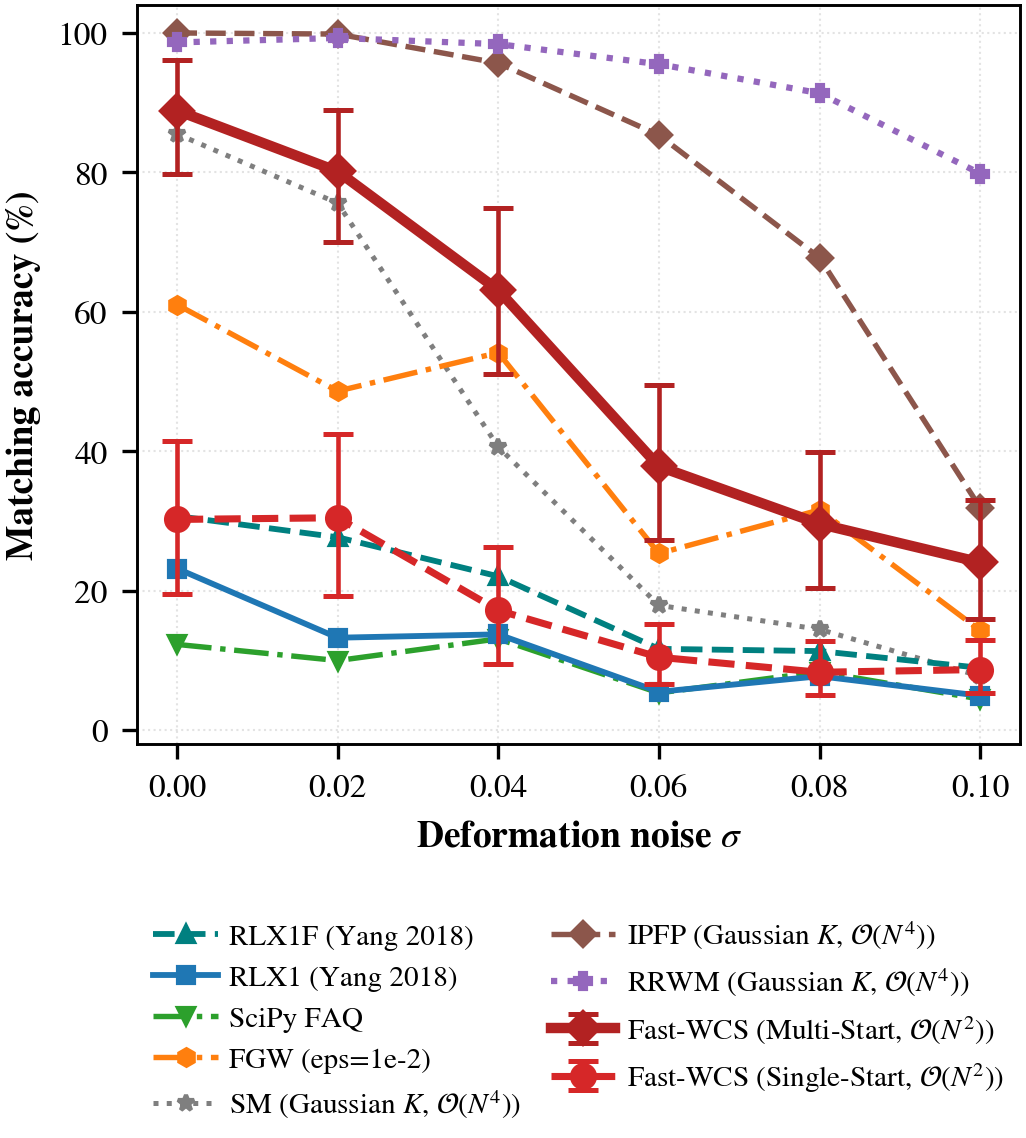 100
80
60
40
20
0
Matching accuracy (%)
0.00 0.02 0.04 0.06 0.08 0.10
Deformation noise σ
RLX1F (Yang 2018)
RLX1 (Yang 2018)
SciPy FAQ
FGW (eps=1e-2)
SM (Gaussian K, 𝒪(N⁴))
IPFP (Gaussian K, 𝒪(N⁴))
RRWM (Gaussian K, 𝒪(N⁴))
Fast-WCS (Multi-Start, 𝒪(N²))
Fast-WCS (Single-Start, 𝒪(N²))